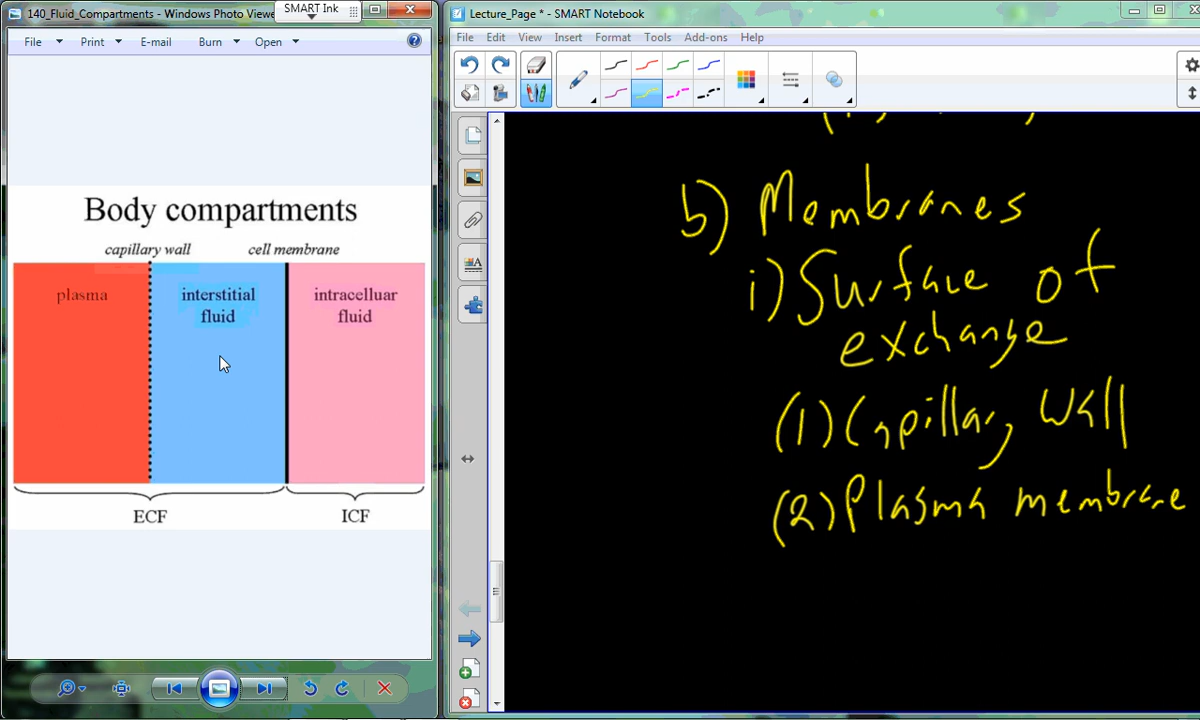 140_Fluid_Compartments - Windows Photo Viewe
SMART Ink
File Print E-mail Burn Open
Body compartments
capillary wall cell membrane
plasma
interstitial
fluid
intracelluar
fluid
ECF ICF
Lecture_Page * - SMART Notebook
File Edit View Insert Format Tools Add-ons Help
b) Membranes
i) Surface of
exchange
(1) Capillary Wall
(2) Plasma membrane